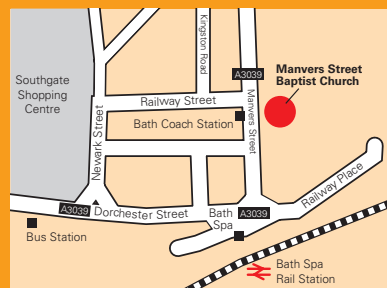 Kingston Road
A3039
Manvers Street
Baptist Church
Southgate
Shopping
Centre
Railway Street
Bath Coach Station
Newark Street
Manvers Street
Railway Place
A3039
Dorchester Street
Bath
Spa
A3039
Bus Station
Bath Spa
Rail Station